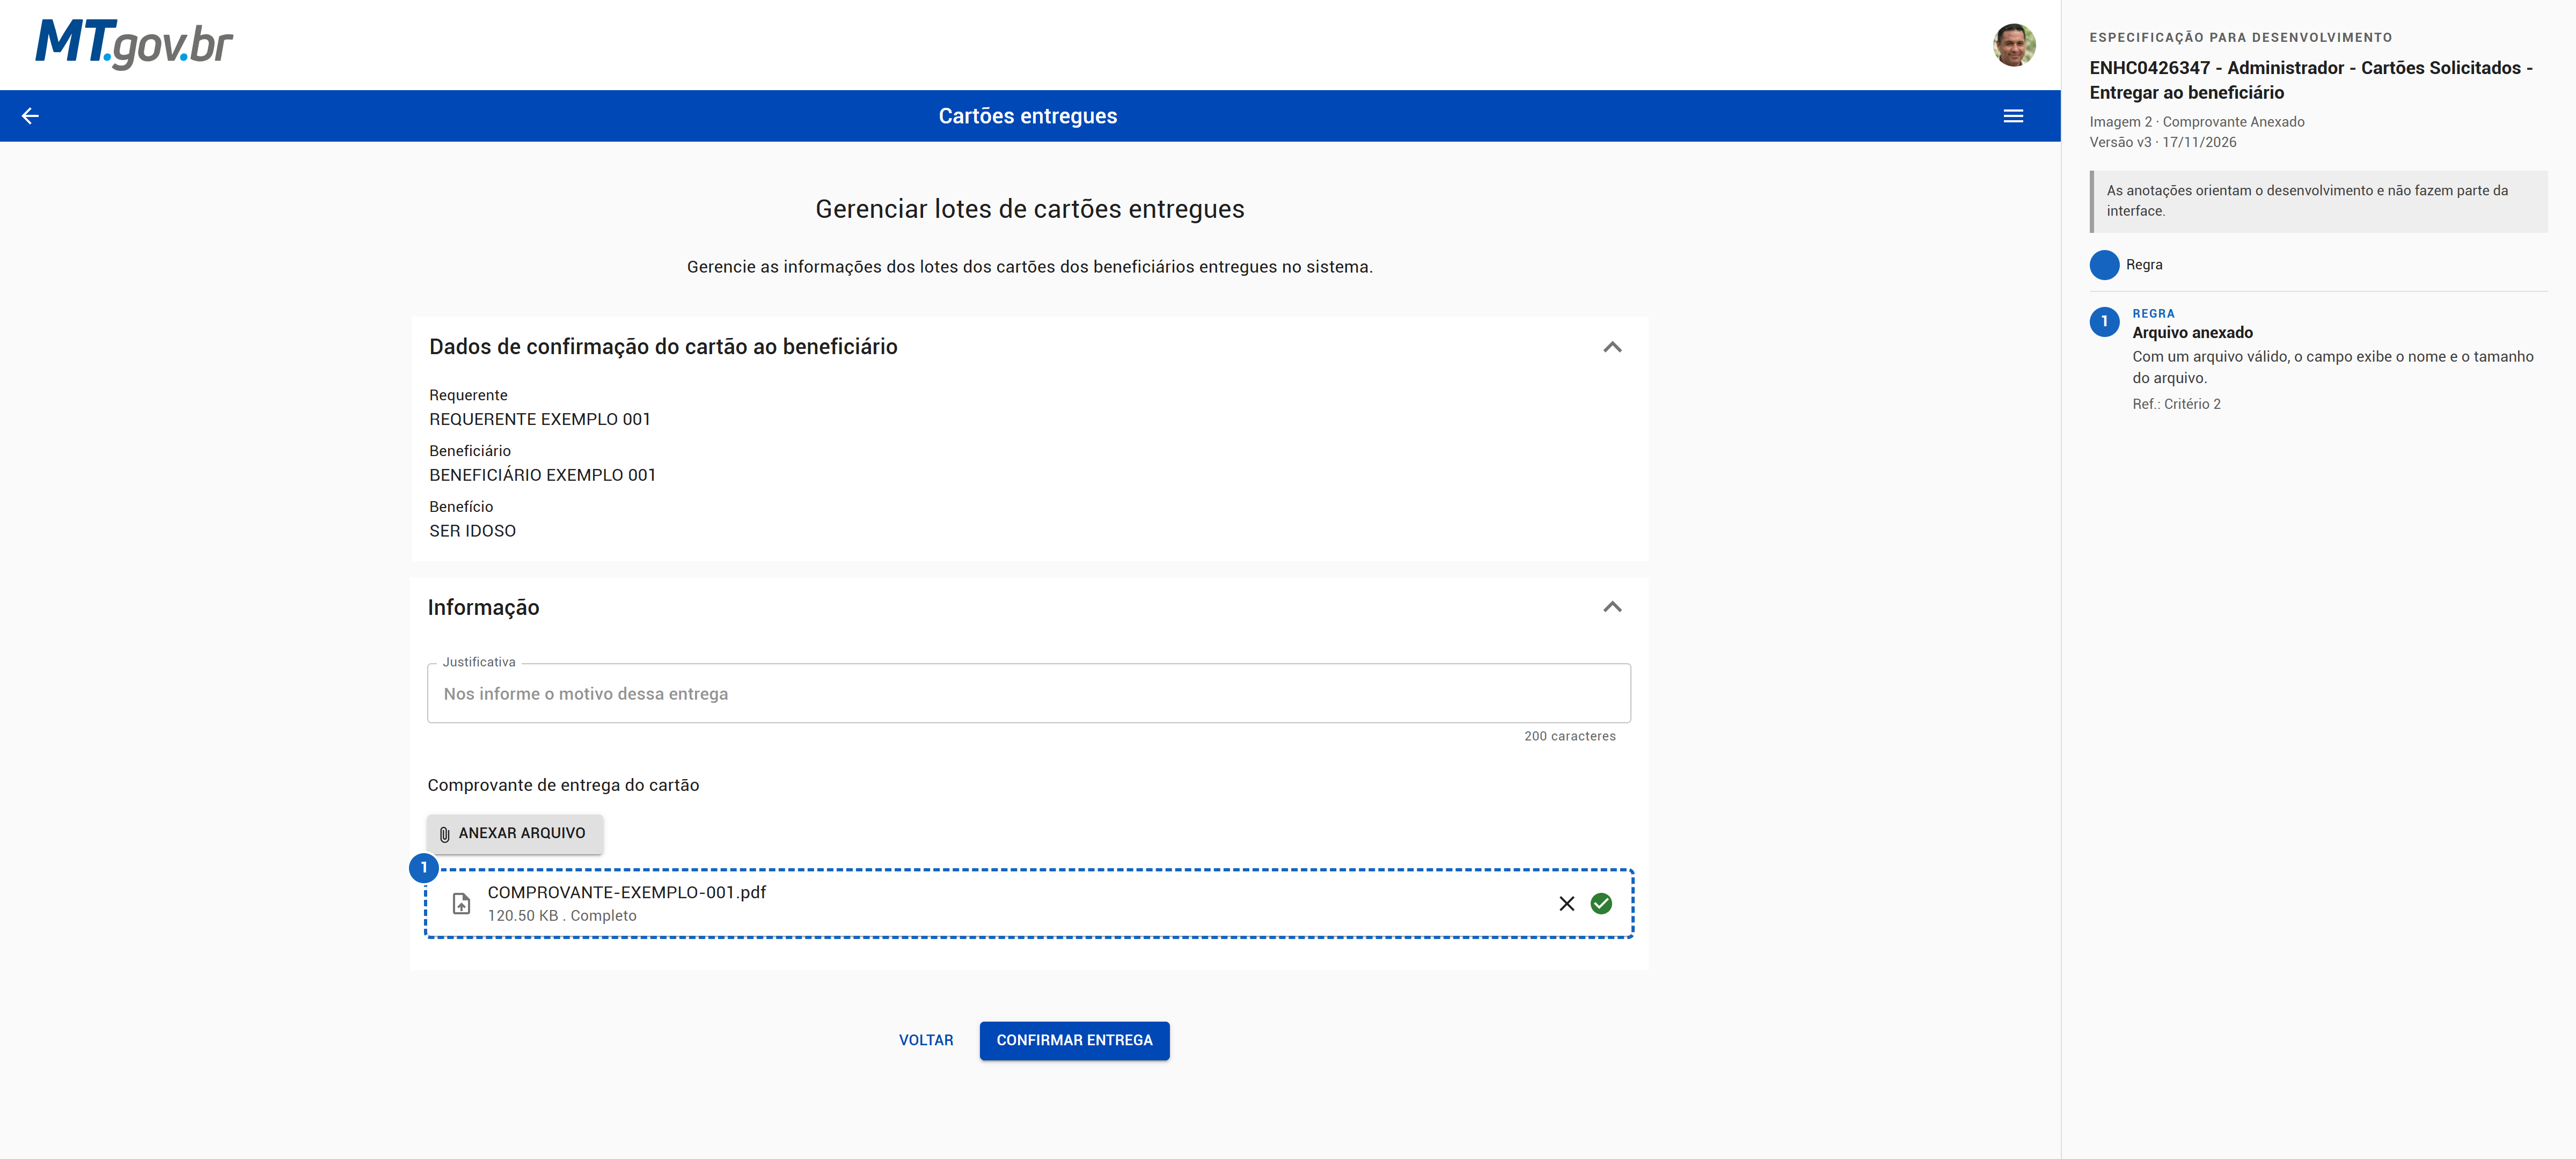 MT.gov.br
Cartões entregues
Gerenciar lotes de cartões entregues
Gerencie as informações dos lotes dos cartões dos beneficiários entregues no sistema.
Dados de confirmação do cartão ao beneficiário
Requerente
REQUERENTE EXEMPLO 001
Beneficiário
BENEFICIÁRIO EXEMPLO 001
Benefício
SER IDOSO
Informação
Justificativa
Nos informe o motivo dessa entrega
200 caracteres
Comprovante de entrega do cartão
ANEXAR ARQUIVO
1
COMPROVANTE-EXEMPLO-001.pdf
120.50 KB . Completo
VOLTAR
CONFIRMAR ENTREGA
ESPECIFICAÇÃO PARA DESENVOLVIMENTO
ENHC0426347 - Administrador - Cartões Solicitados -
Entregar ao beneficiário
Imagem 2 · Comprovante Anexado
Versão v3 · 17/11/2026
As anotações orientam o desenvolvimento e não fazem parte da
interface.
Regra
1
REGRA
Arquivo anexado
Com um arquivo válido, o campo exibe o nome e o tamanho
do arquivo.
Ref.: Critério 2